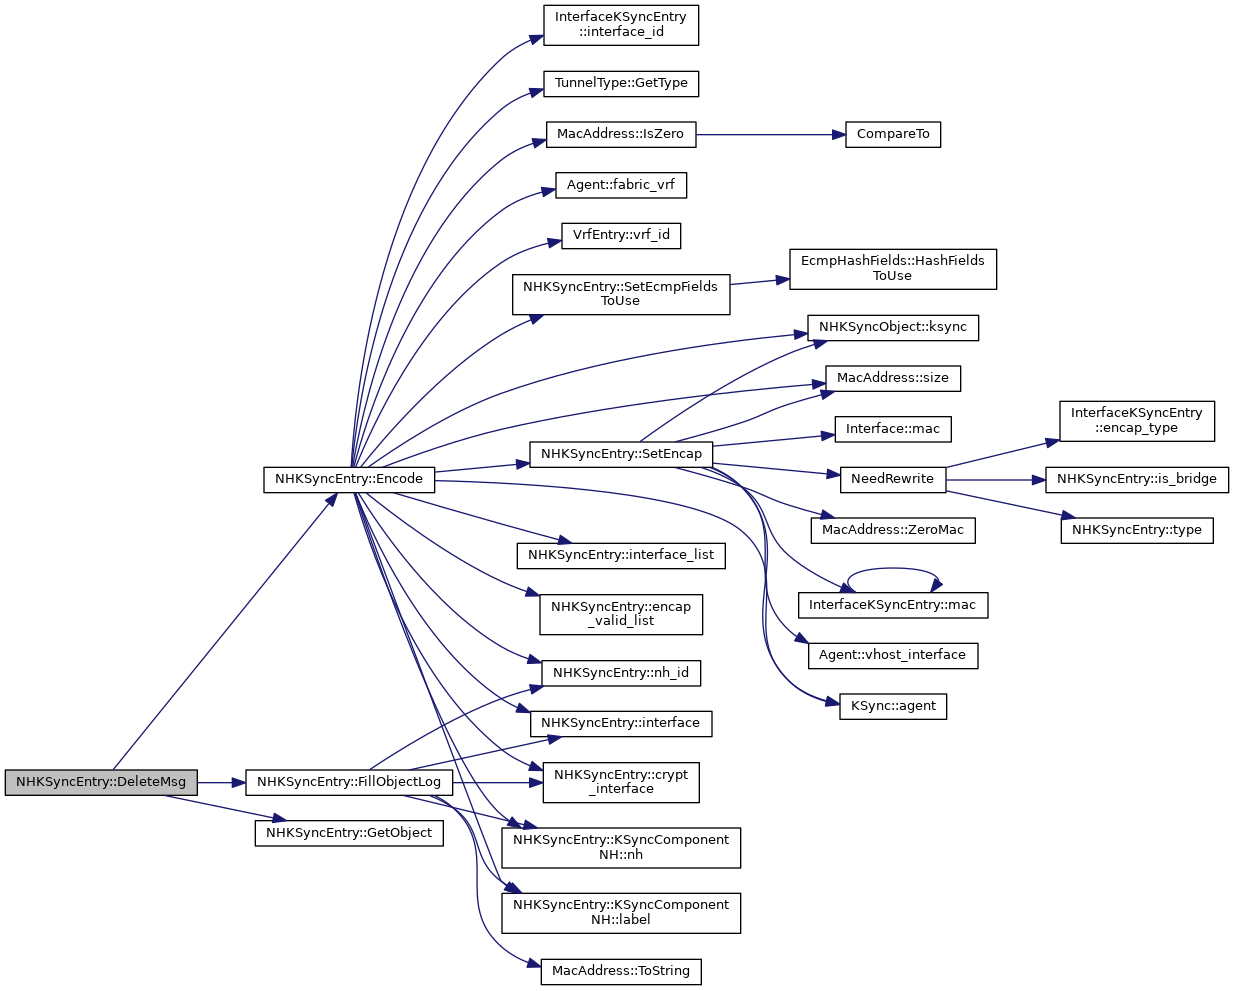 InterfaceKSyncEntry
::interface_id
TunnelType::GetType
MacAddress::IsZero
CompareTo
Agent::fabric_vrf
VrfEntry::vrf_id
EcmpHashFields::HashFields
ToUse
NHKSyncEntry::SetEcmpFields
ToUse
NHKSyncObject::ksync
MacAddress::size
InterfaceKSyncEntry
::encap_type
Interface::mac
NHKSyncEntry::SetEncap
NHKSyncEntry::Encode
NeedRewrite
NHKSyncEntry::is_bridge
MacAddress::ZeroMac
NHKSyncEntry::type
NHKSyncEntry::interface_list
NHKSyncEntry::encap
_valid_list
InterfaceKSyncEntry::mac
Agent::vhost_interface
NHKSyncEntry::nh_id
KSync::agent
NHKSyncEntry::interface
NHKSyncEntry::DeleteMsg
NHKSyncEntry::FillObjectLog
NHKSyncEntry::crypt
_interface
NHKSyncEntry::GetObject
NHKSyncEntry::KSyncComponent
NH::nh
NHKSyncEntry::KSyncComponent
NH::label
MacAddress::ToString